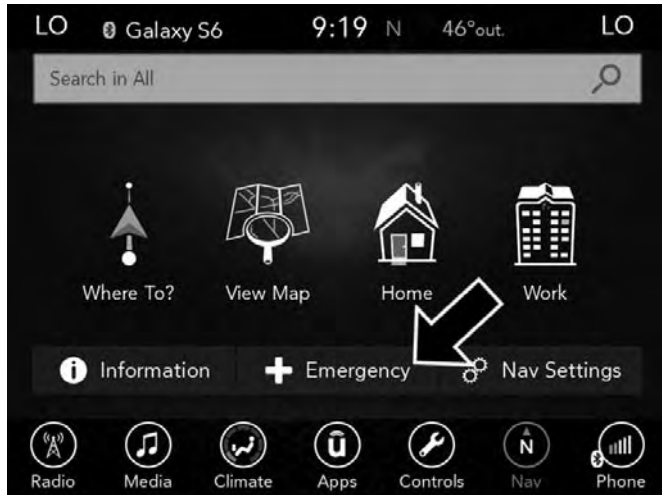 LO Galaxy S6 9:19 N 46°out. LO
Search in All
Where To? View Map Home Work
Information Emergency Nav Settings
N
Radio Media Climate Apps Controls Nav Phone